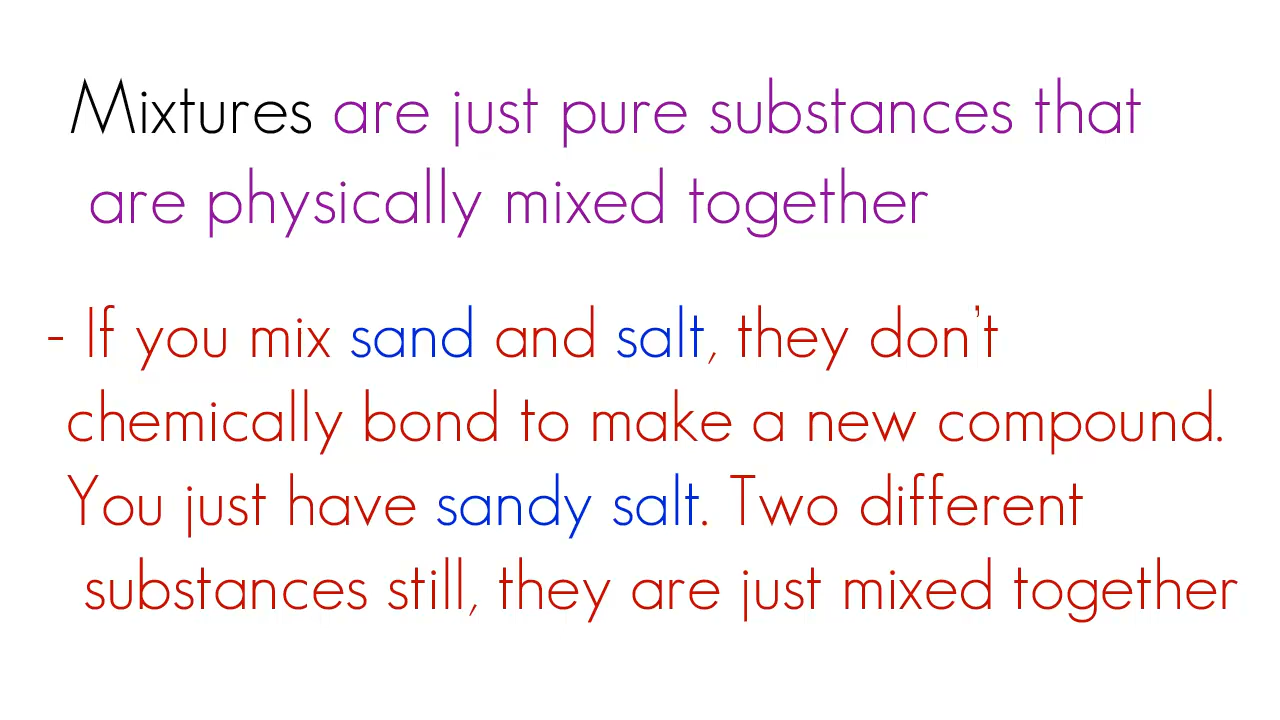 Mixtures are just pure substances that
are physically mixed together
- If you mix sand and salt, they don't
chemically bond to make a new compound.
You just have sandy salt. Two different
substances still, they are just mixed together